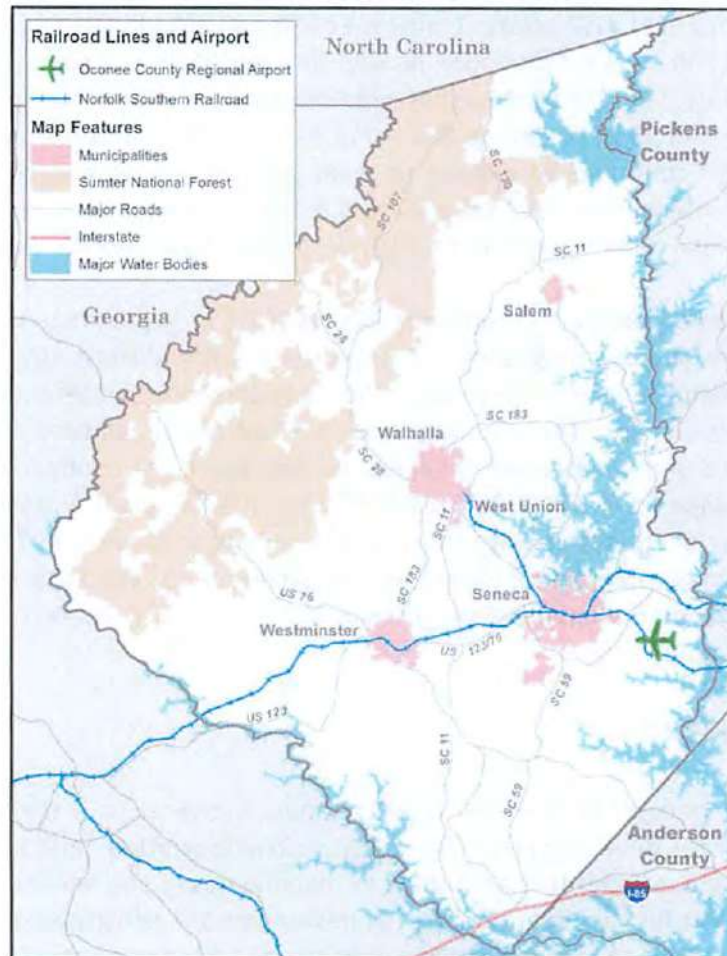 Railroad Lines and Airport
Oconee County Regional Airport
Norfolk Southern Railroad
Map Features
Municipalities
Sumter National Forest
Major Roads
Interstate
Major Water Bodies
North Carolina
Pickens
County
SC 130
SC 107
SC 11
Salem
Georgia
SC 28
SC 183
Walhalla
SC 28
West Union
SC 11
SC 183
US 76
Seneca
Westminster
US 123/76
SC 59
US 123
SC 11
SC 59
Anderson
County
I-85